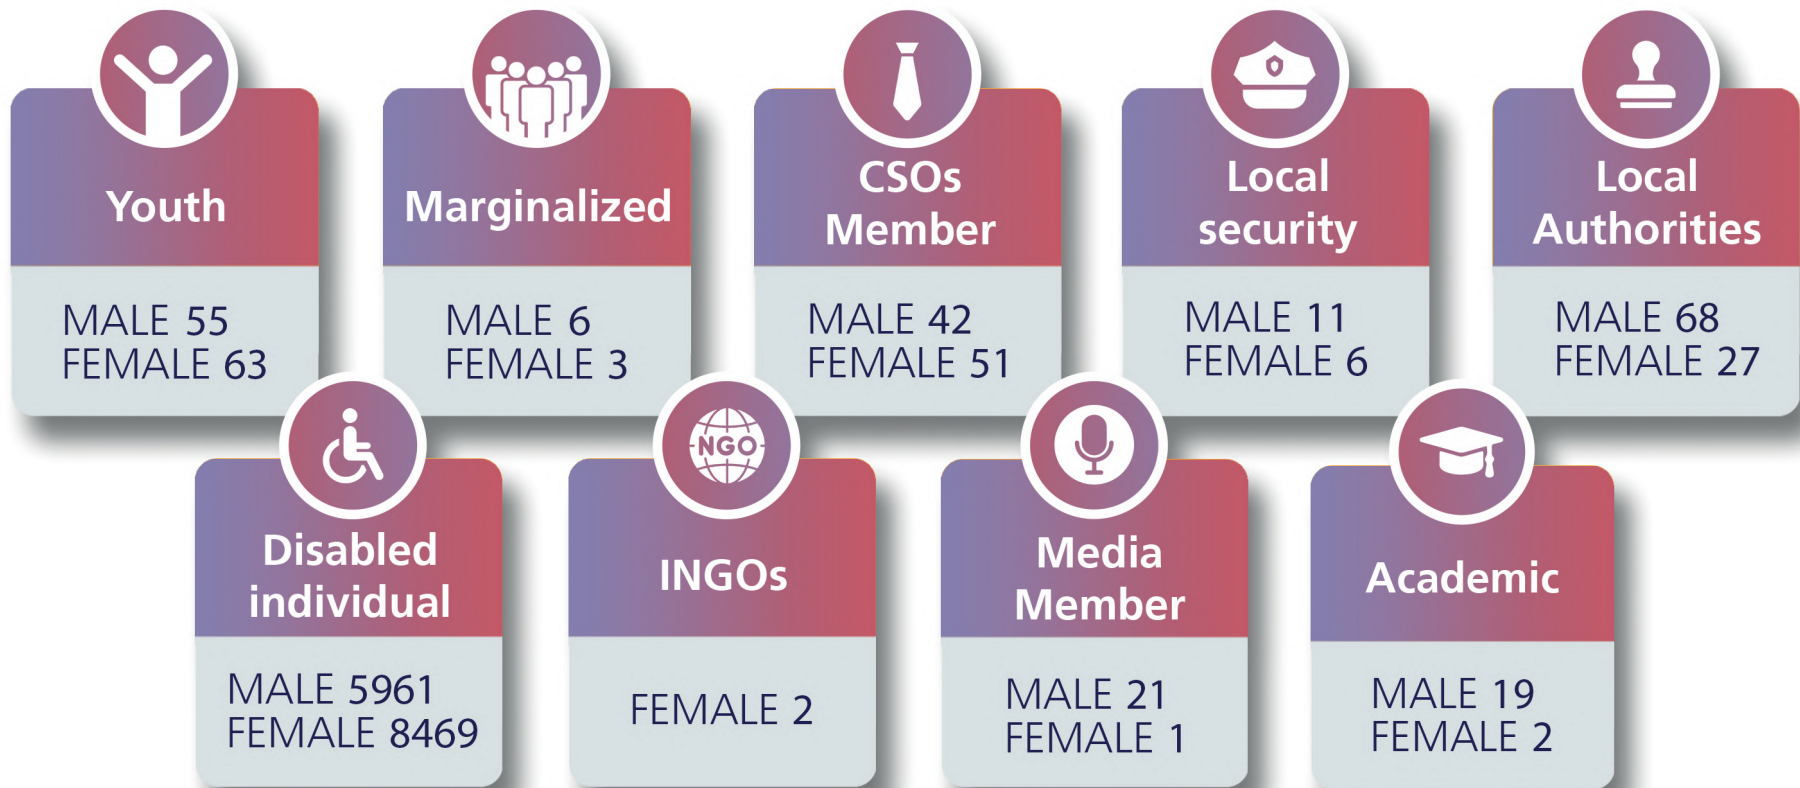 Youth
MALE 55
FEMALE 63
Marginalized
MALE 6
FEMALE 3
CSOs
Member
MALE 42
FEMALE 51
Local
security
MALE 11
FEMALE 6
Local
Authorities
MALE 68
FEMALE 27
Disabled
individual
MALE 5961
FEMALE 8469
NGO
INGOs
FEMALE 2
Media
Member
MALE 21
FEMALE 1
Academic
MALE 19
FEMALE 2